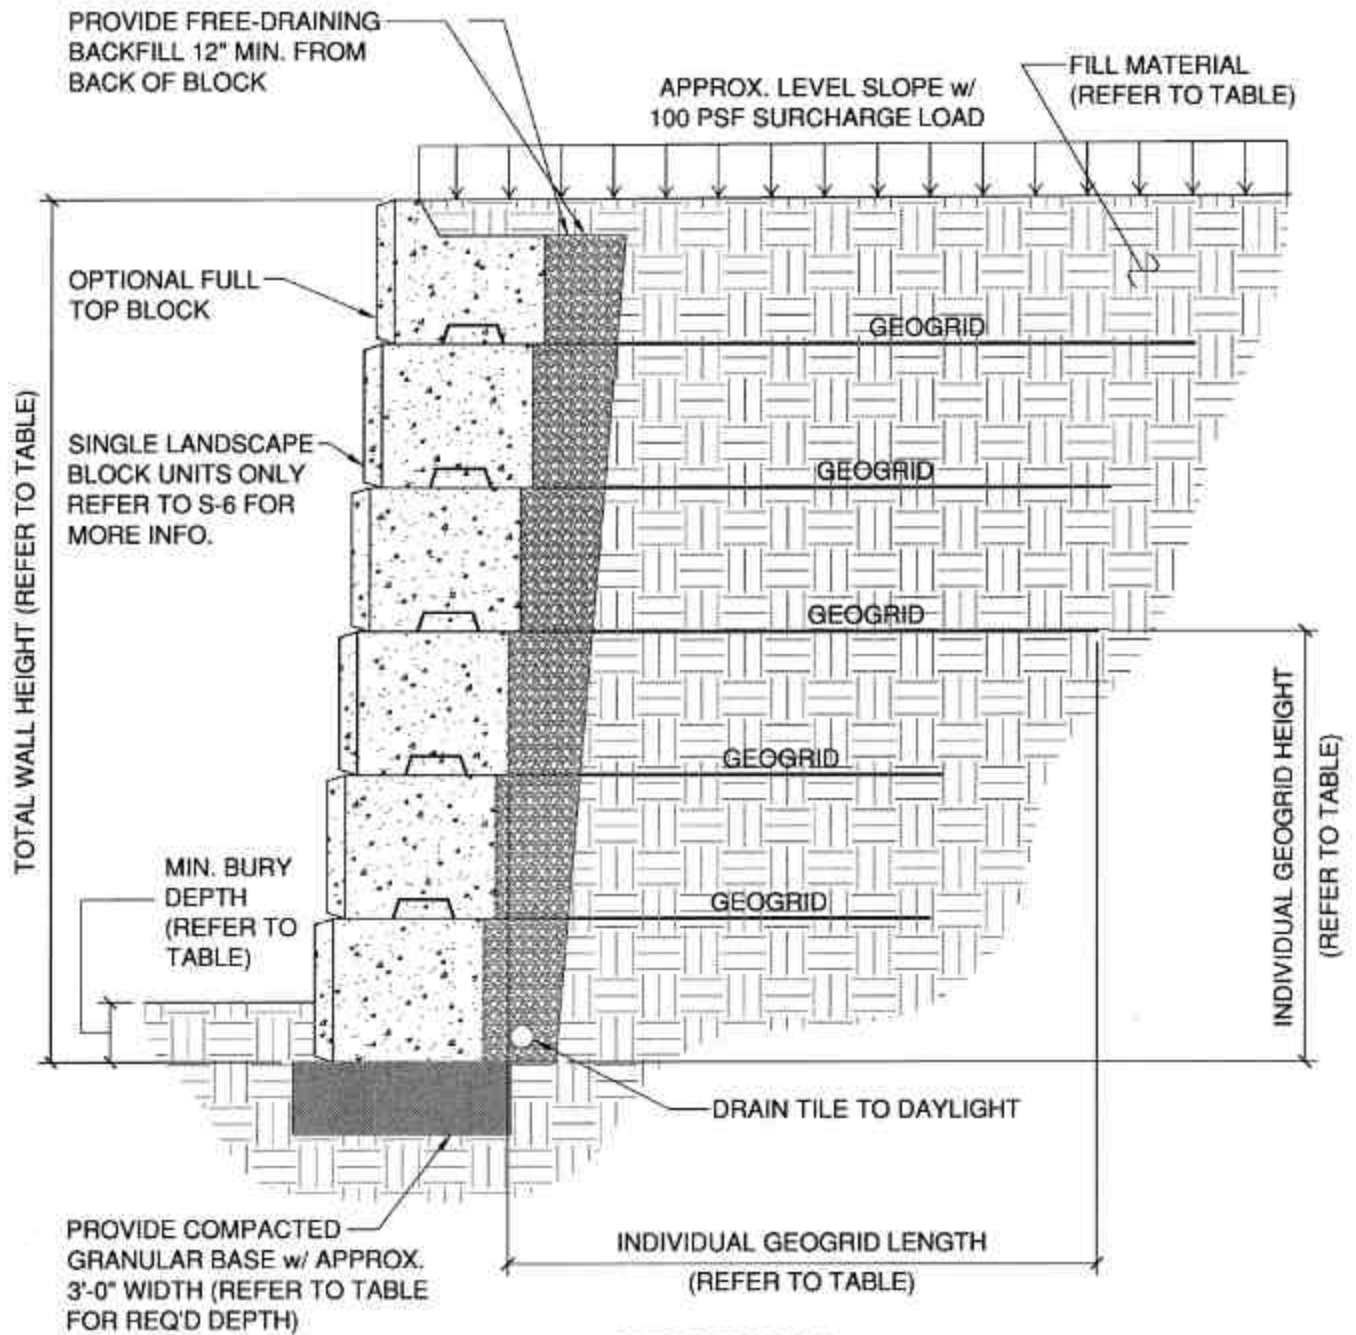 PROVIDE FREE-DRAINING
BACKFILL 12" MIN. FROM
BACK OF BLOCK
APPROX. LEVEL SLOPE w/
100 PSF SURCHARGE LOAD
FILL MATERIAL
(REFER TO TABLE)
OPTIONAL FULL
TOP BLOCK
GEOGRID
TOTAL WALL HEIGHT (REFER TO TABLE)
SINGLE LANDSCAPE
BLOCK UNITS ONLY
REFER TO S-6 FOR
MORE INFO.
GEOGRID
GEOGRID
INDIVIDUAL GEOGRID HEIGHT
(REFER TO TABLE)
GEOGRID
MIN. BURY
DEPTH
(REFER TO
TABLE)
GEOGRID
DRAIN TILE TO DAYLIGHT
PROVIDE COMPACTED
GRANULAR BASE w/ APPROX.
3'-0" WIDTH (REFER TO TABLE
FOR REQ'D DEPTH)
INDIVIDUAL GEOGRID LENGTH
(REFER TO TABLE)